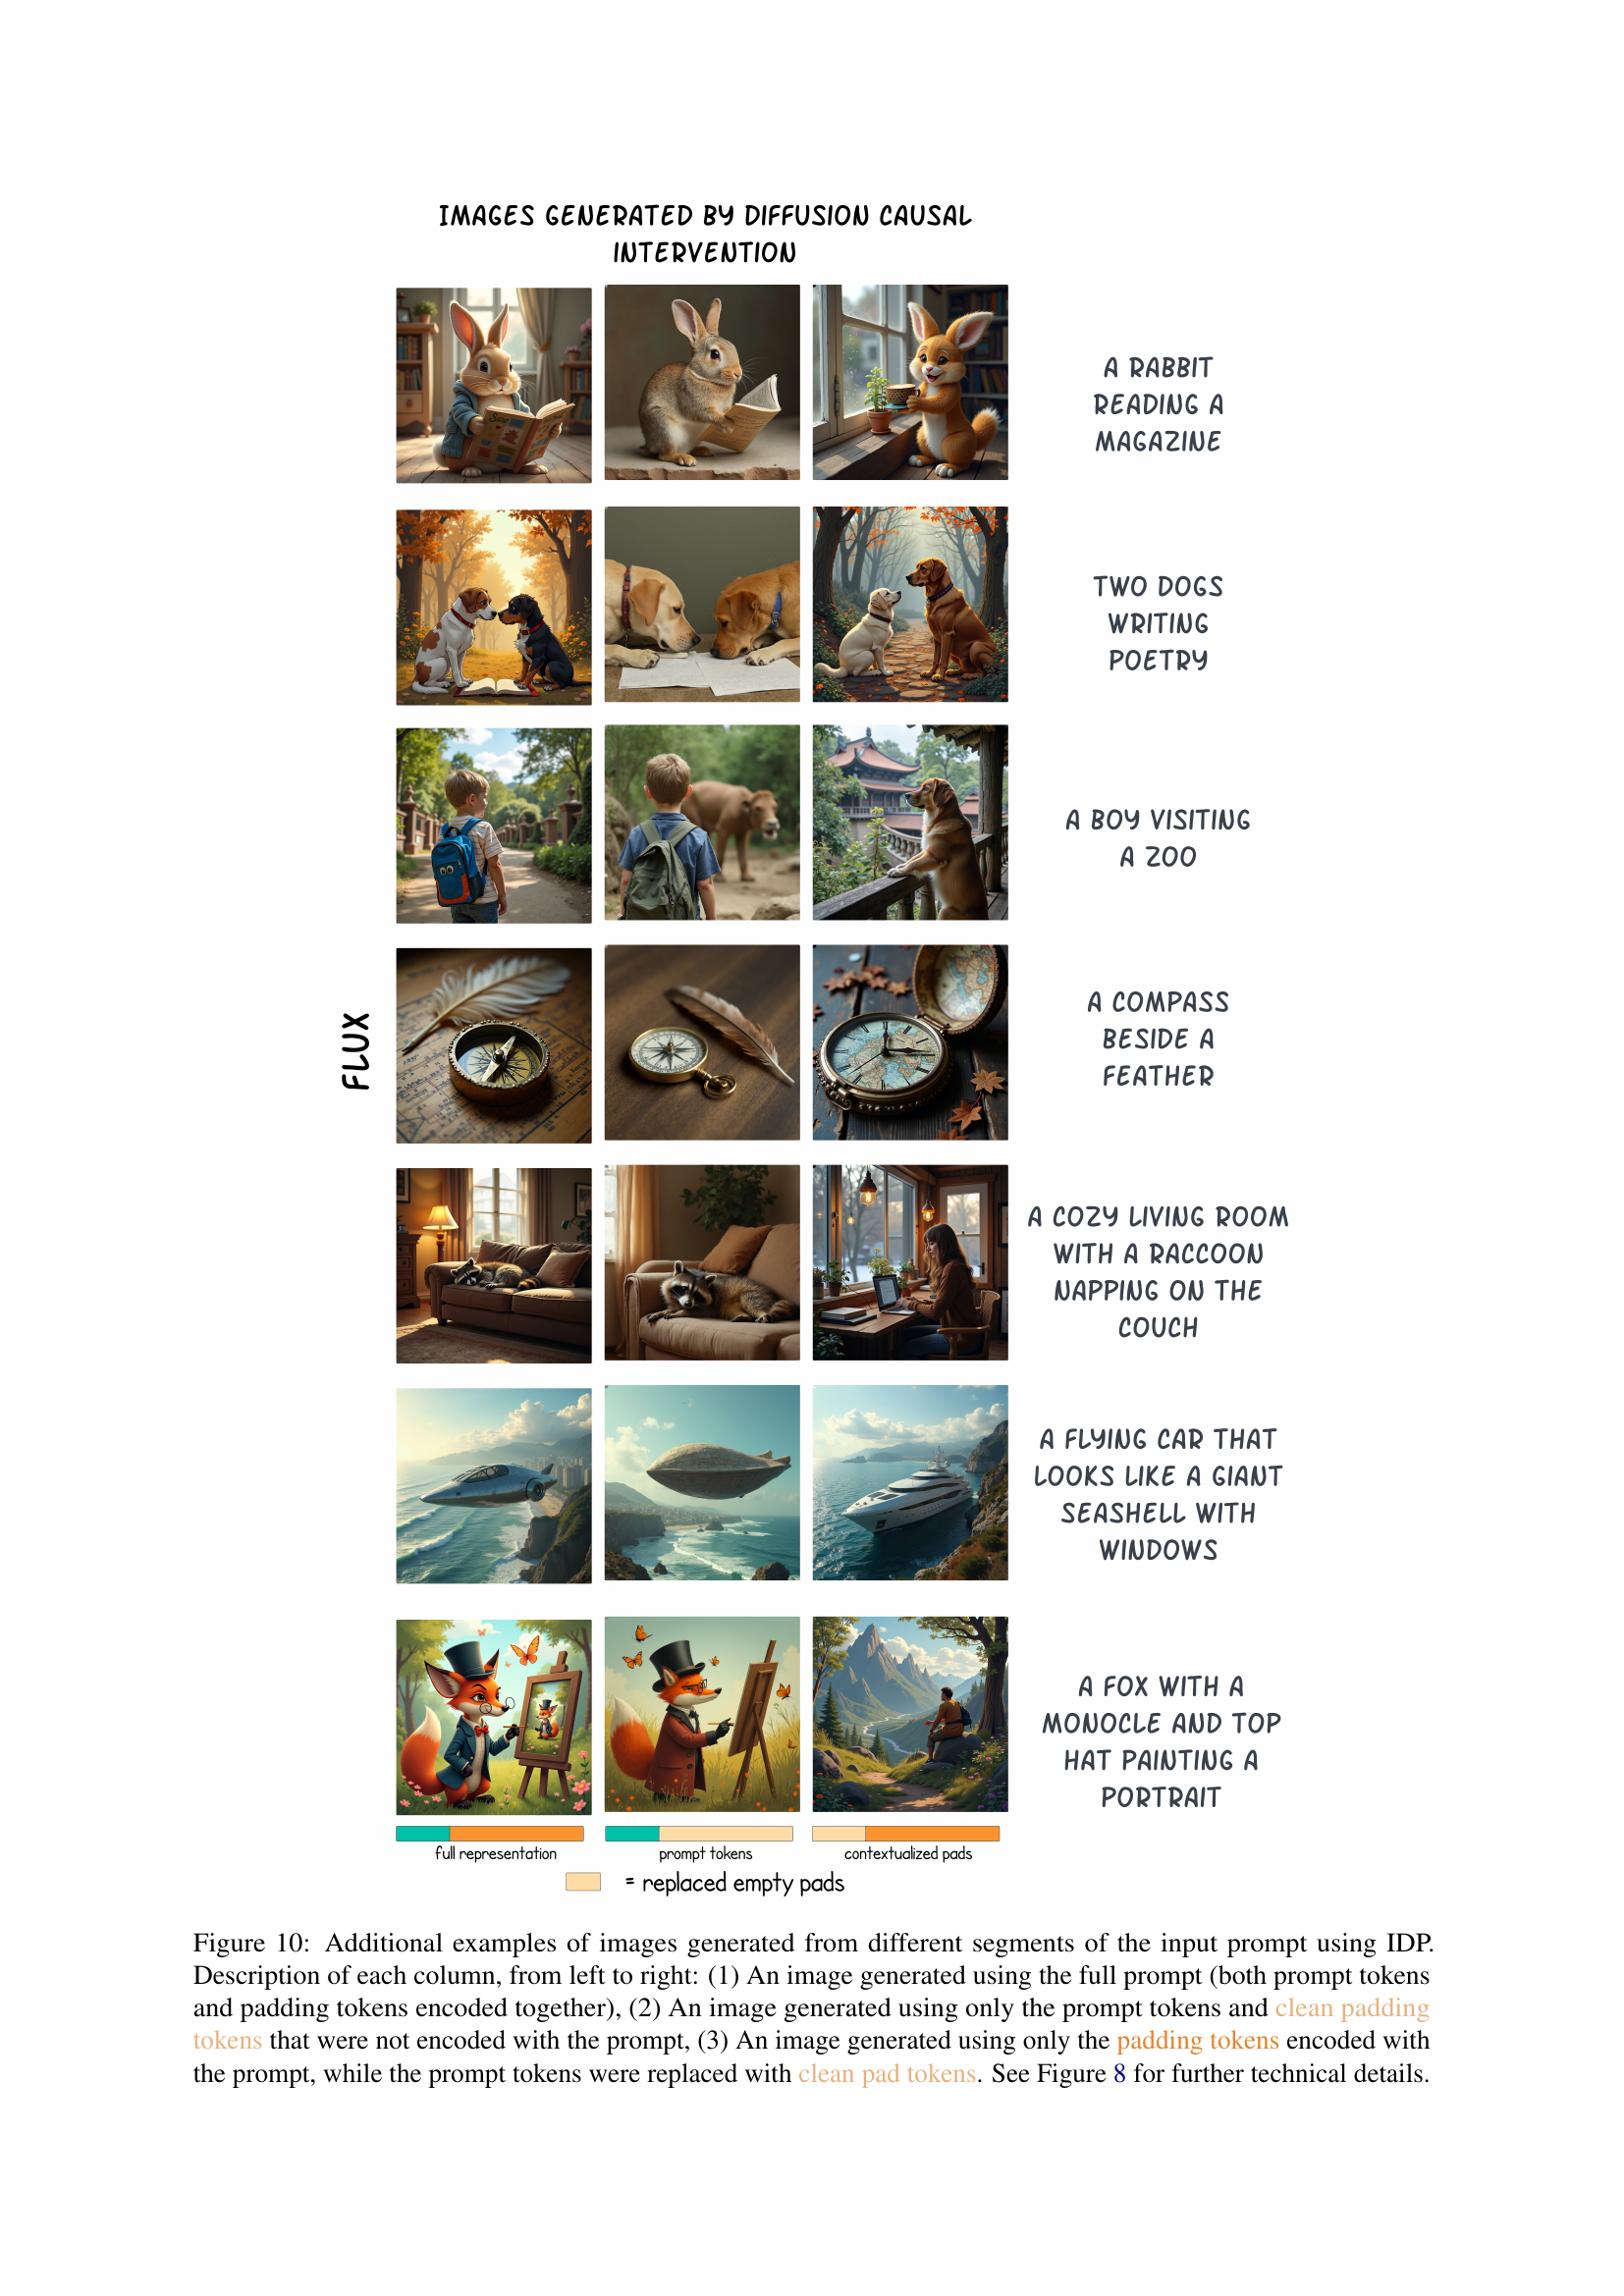 IMAGES GENERATED BY DIFFUSION CAUSAL
INTERVENTION
A RABBIT
READING A
MAGAZINE
TWO DOGS
WRITING
POETRY
A BOY VISITING
A ZOO
FLUX
A COMPASS
BESIDE A
FEATHER
A COZY LIVING ROOM
WITH A RACCOON
NAPPING ON THE
COUCH
A FLYING CAR THAT
LOOKS LIKE A GIANT
SEASHELL WITH
WINDOWS
A FOX WITH A
MONOCLE AND TOP
HAT PAINTING A
PORTRAIT
full representation
prompt tokens
contextualized pads
= replaced empty pads
Figure 10: Additional examples of images generated from different segments of the input prompt using IDP.
Description of each column, from left to right: (1) An image generated using the full prompt (both prompt tokens
and padding tokens encoded together), (2) An image generated using only the prompt tokens and clean padding
tokens that were not encoded with the prompt, (3) An image generated using only the padding tokens encoded with
the prompt, while the prompt tokens were replaced with clean pad tokens. See Figure 8 for further technical details.